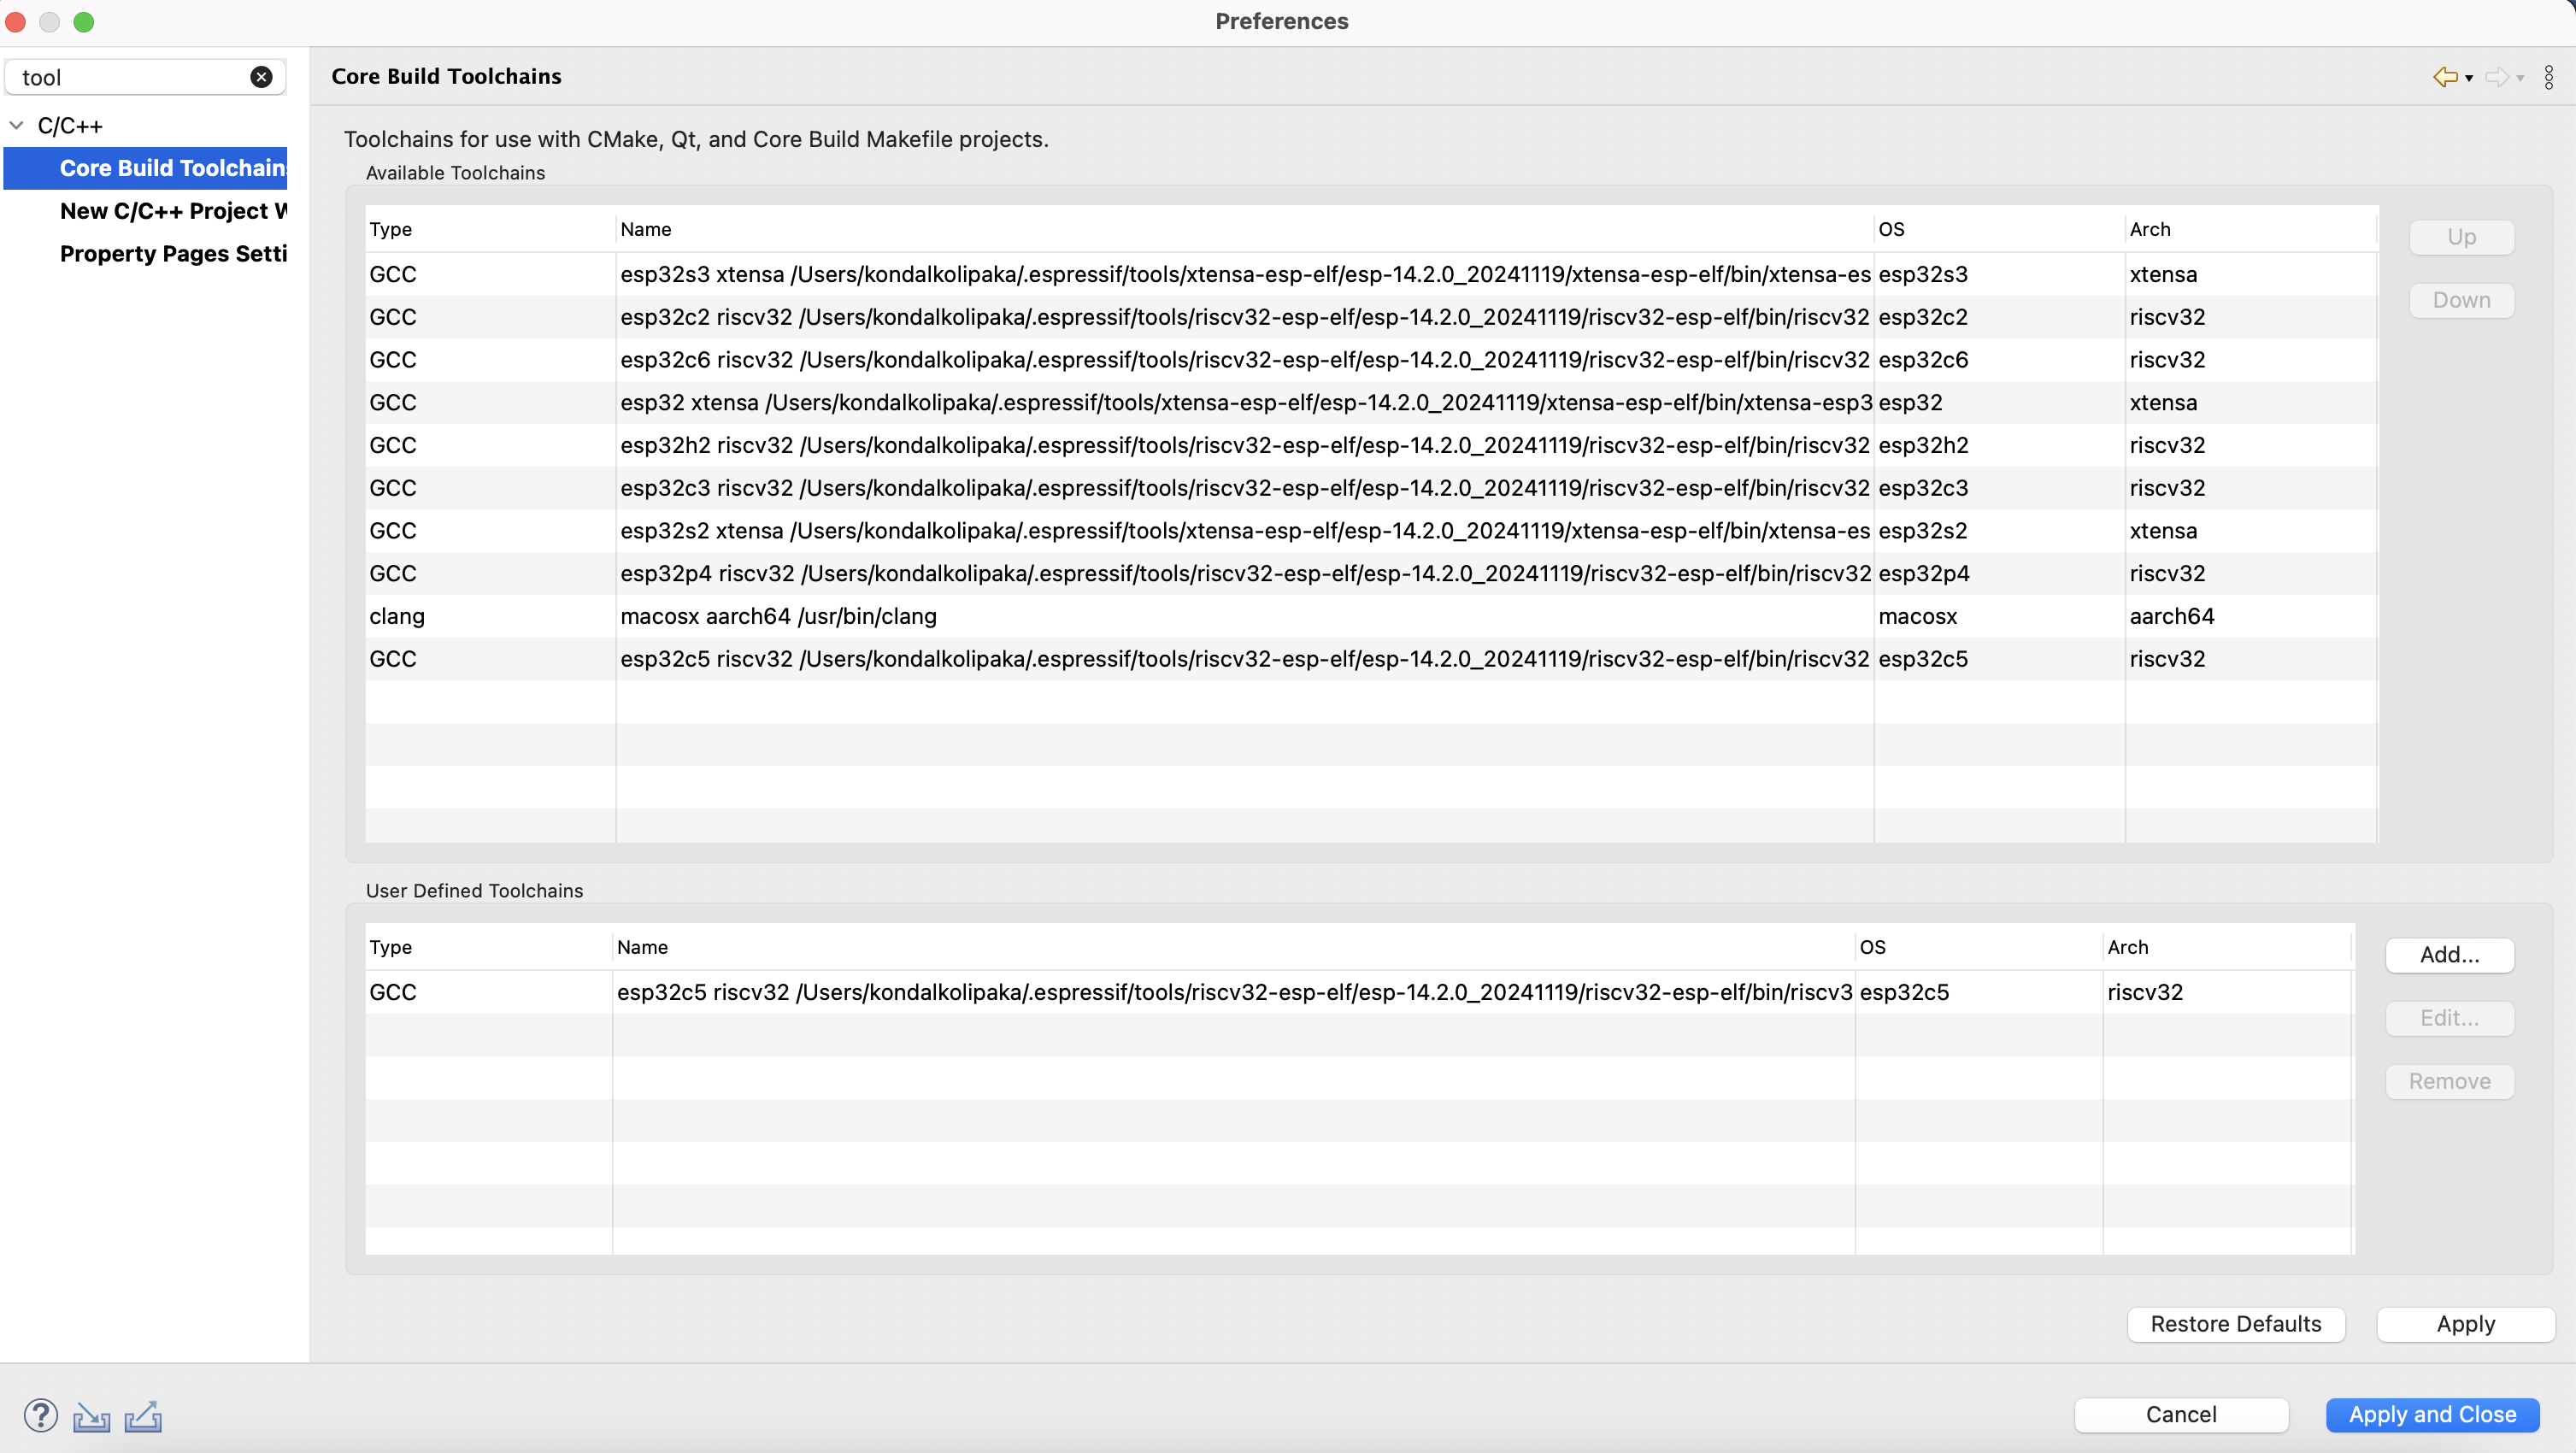 Preferences
tool
C/C++
Core Build Toolchains
New C/C++ Project W
Property Pages Setti
Core Build Toolchains
Toolchains for use with CMake, Qt, and Core Build Makefile projects.
Available Toolchains
Type Name OS Arch
GCC esp32s3 xtensa /Users/kondalkolipaka/.espressif/tools/xtensa-esp-elf/esp-14.2.0_20241119/xtensa-esp-elf/bin/xtensa-es esp32s3 xtensa
GCC esp32c2 riscv32 /Users/kondalkolipaka/.espressif/tools/riscv32-esp-elf/esp-14.2.0_20241119/riscv32-esp-elf/bin/riscv32 esp32c2 riscv32
GCC esp32c6 riscv32 /Users/kondalkolipaka/.espressif/tools/riscv32-esp-elf/esp-14.2.0_20241119/riscv32-esp-elf/bin/riscv32 esp32c6 riscv32
GCC esp32 xtensa /Users/kondalkolipaka/.espressif/tools/xtensa-esp-elf/esp-14.2.0_20241119/xtensa-esp-elf/bin/xtensa-esp3 esp32 xtensa
GCC esp32h2 riscv32 /Users/kondalkolipaka/.espressif/tools/riscv32-esp-elf/esp-14.2.0_20241119/riscv32-esp-elf/bin/riscv32 esp32h2 riscv32
GCC esp32c3 riscv32 /Users/kondalkolipaka/.espressif/tools/riscv32-esp-elf/esp-14.2.0_20241119/riscv32-esp-elf/bin/riscv32 esp32c3 riscv32
GCC esp32s2 xtensa /Users/kondalkolipaka/.espressif/tools/xtensa-esp-elf/esp-14.2.0_20241119/xtensa-esp-elf/bin/xtensa-es esp32s2 xtensa
GCC esp32p4 riscv32 /Users/kondalkolipaka/.espressif/tools/riscv32-esp-elf/esp-14.2.0_20241119/riscv32-esp-elf/bin/riscv32 esp32p4 riscv32
clang macosx aarch64 /usr/bin/clang macosx aarch64
GCC esp32c5 riscv32 /Users/kondalkolipaka/.espressif/tools/riscv32-esp-elf/esp-14.2.0_20241119/riscv32-esp-elf/bin/riscv32 esp32c5 riscv32
Up
Down
User Defined Toolchains
Type Name OS Arch
GCC esp32c5 riscv32 /Users/kondalkolipaka/.espressif/tools/riscv32-esp-elf/esp-14.2.0_20241119/riscv32-esp-elf/bin/riscv3 esp32c5 riscv32
Add...
Edit...
Remove
Restore Defaults Apply
? Cancel Apply and Close